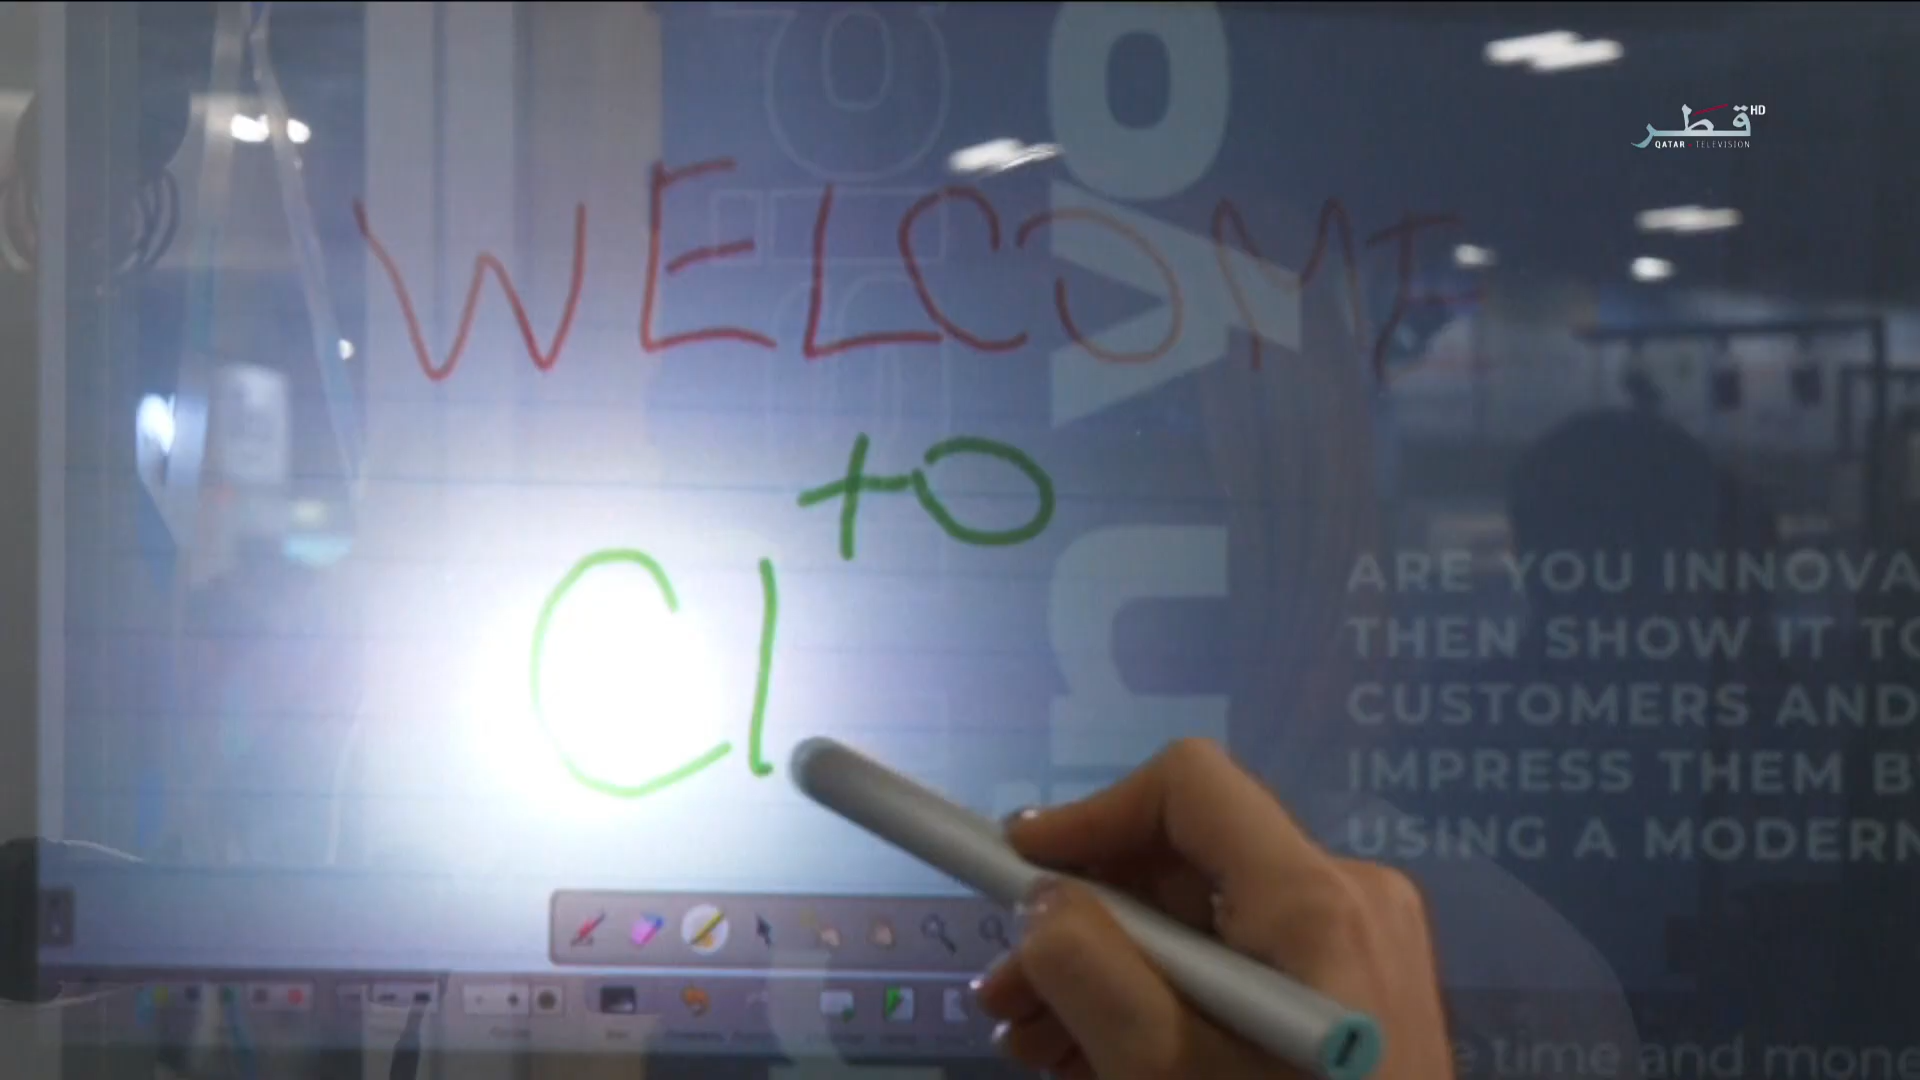 قطر HD
QATAR TELEVISION
WELCOME
to
Cl
ARE YOU INNOVA
THEN SHOW IT TO
CUSTOMERS AND
IMPRESS THEM B
USING A MODERN
e time and mone